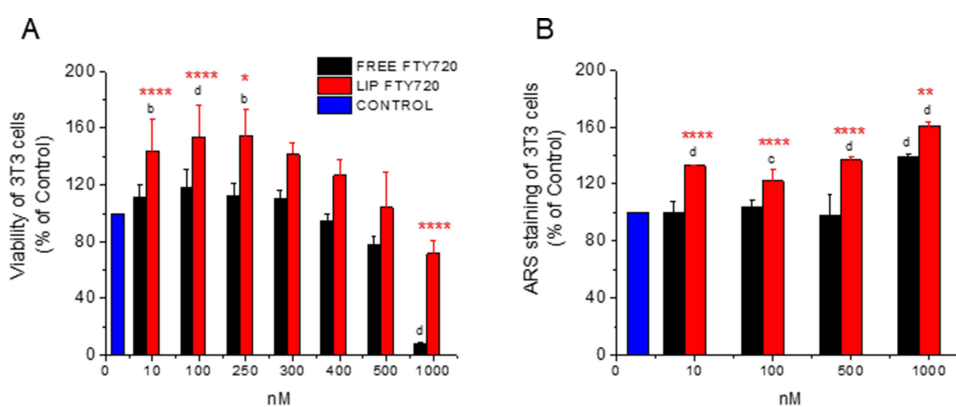 A
Viability of 3T3 cells
(% of Control)
200
160
120
80
40
0
FREE FTY720
LIP FTY720
CONTROL
****
b
****
d
*
b
****
d
0 10 100 250 300 400 500 1000
nM
B
ARS staining of 3T3 cells
(% of Control)
200
160
120
80
40
0
****
d
****
c
****
d
**
d
d
0 10 100 500 1000
nM